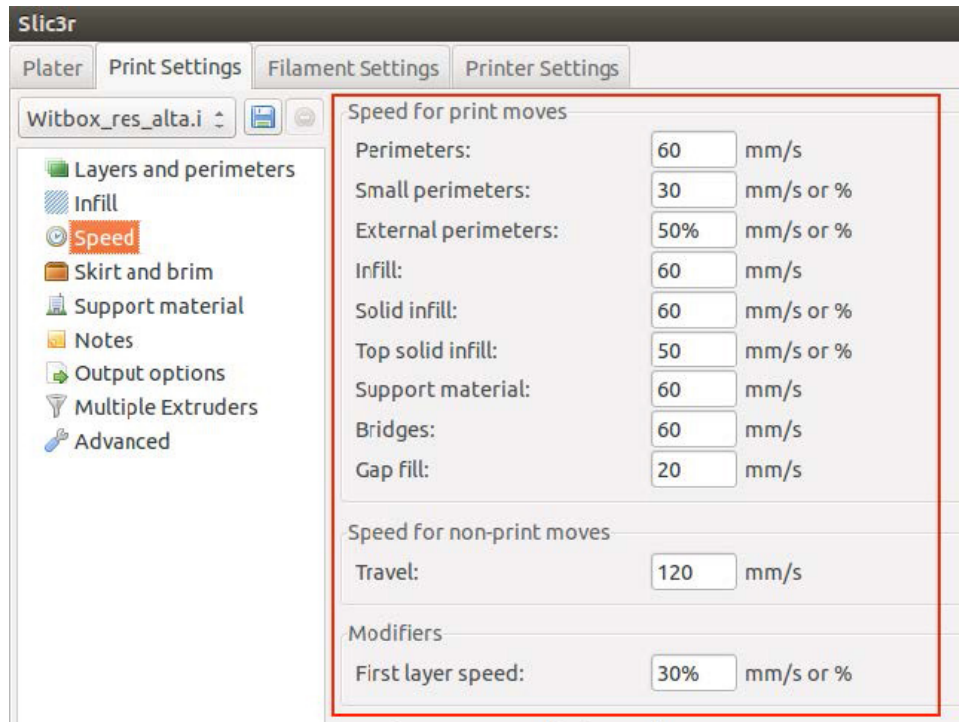 Slic3r
Plater Print Settings Filament Settings Printer Settings
Witbox_res_alta.i
Layers and perimeters
Infill
Speed
Skirt and brim
Support material
Notes
Output options
Multiple Extruders
Advanced
Speed for print moves
Perimeters: 60 mm/s
Small perimeters: 30 mm/s or %
External perimeters: 50% mm/s or %
Infill: 60 mm/s
Solid infill: 60 mm/s or %
Top solid infill: 50 mm/s or %
Support material: 60 mm/s
Bridges: 60 mm/s
Gap fill: 20 mm/s
Speed for non-print moves
Travel: 120 mm/s
Modifiers
First layer speed: 30% mm/s or %